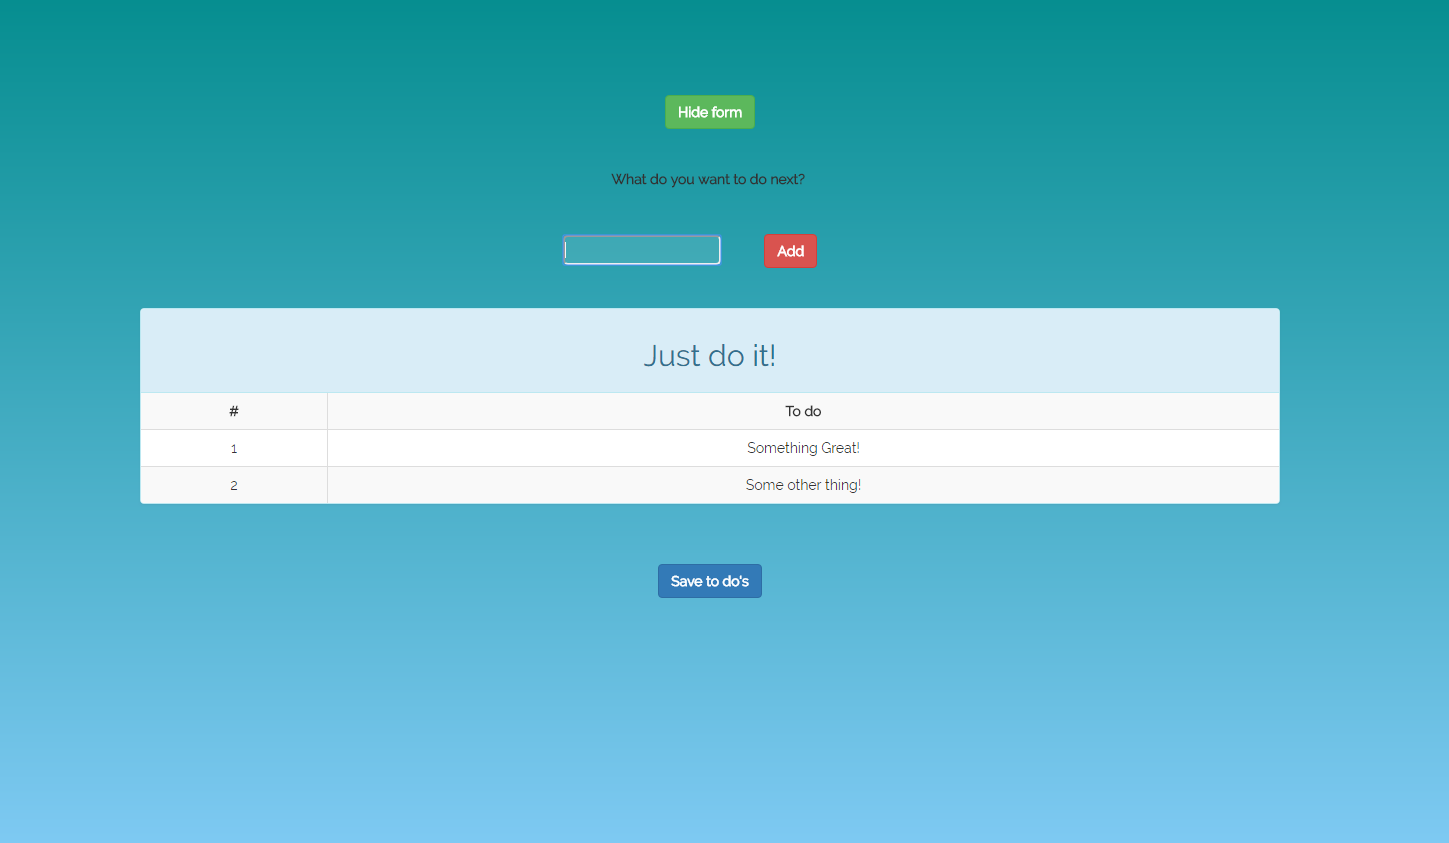 Hide form
What do you want to do next?
Add
Just do it!
# To do
1 Something Great!
2 Some other thing!
Save to do's